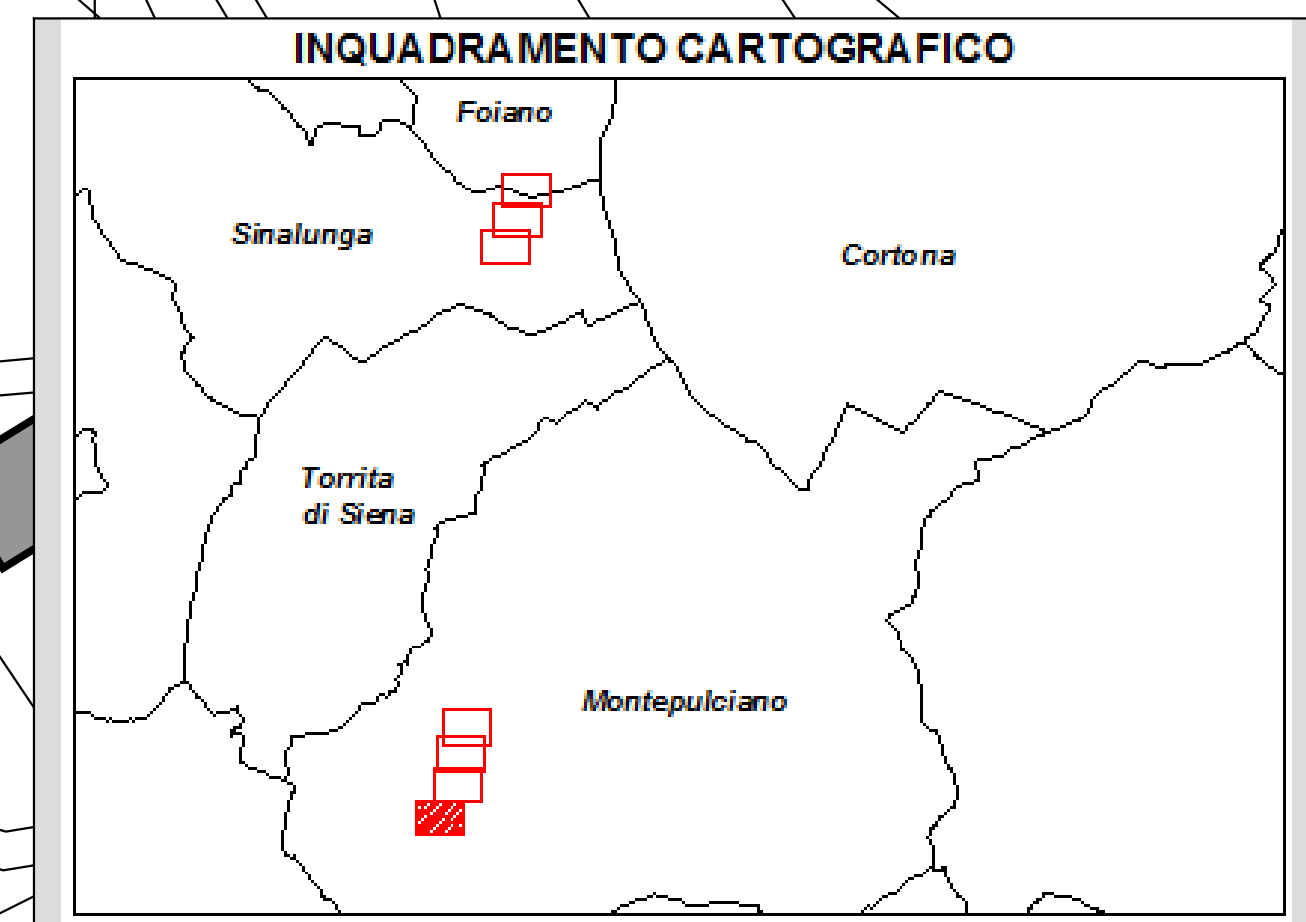 INQUADRAMENTO CARTOGRAFICO
Foiano
Sinalunga
Cortona
Torrita
di Siena
Montepulciano